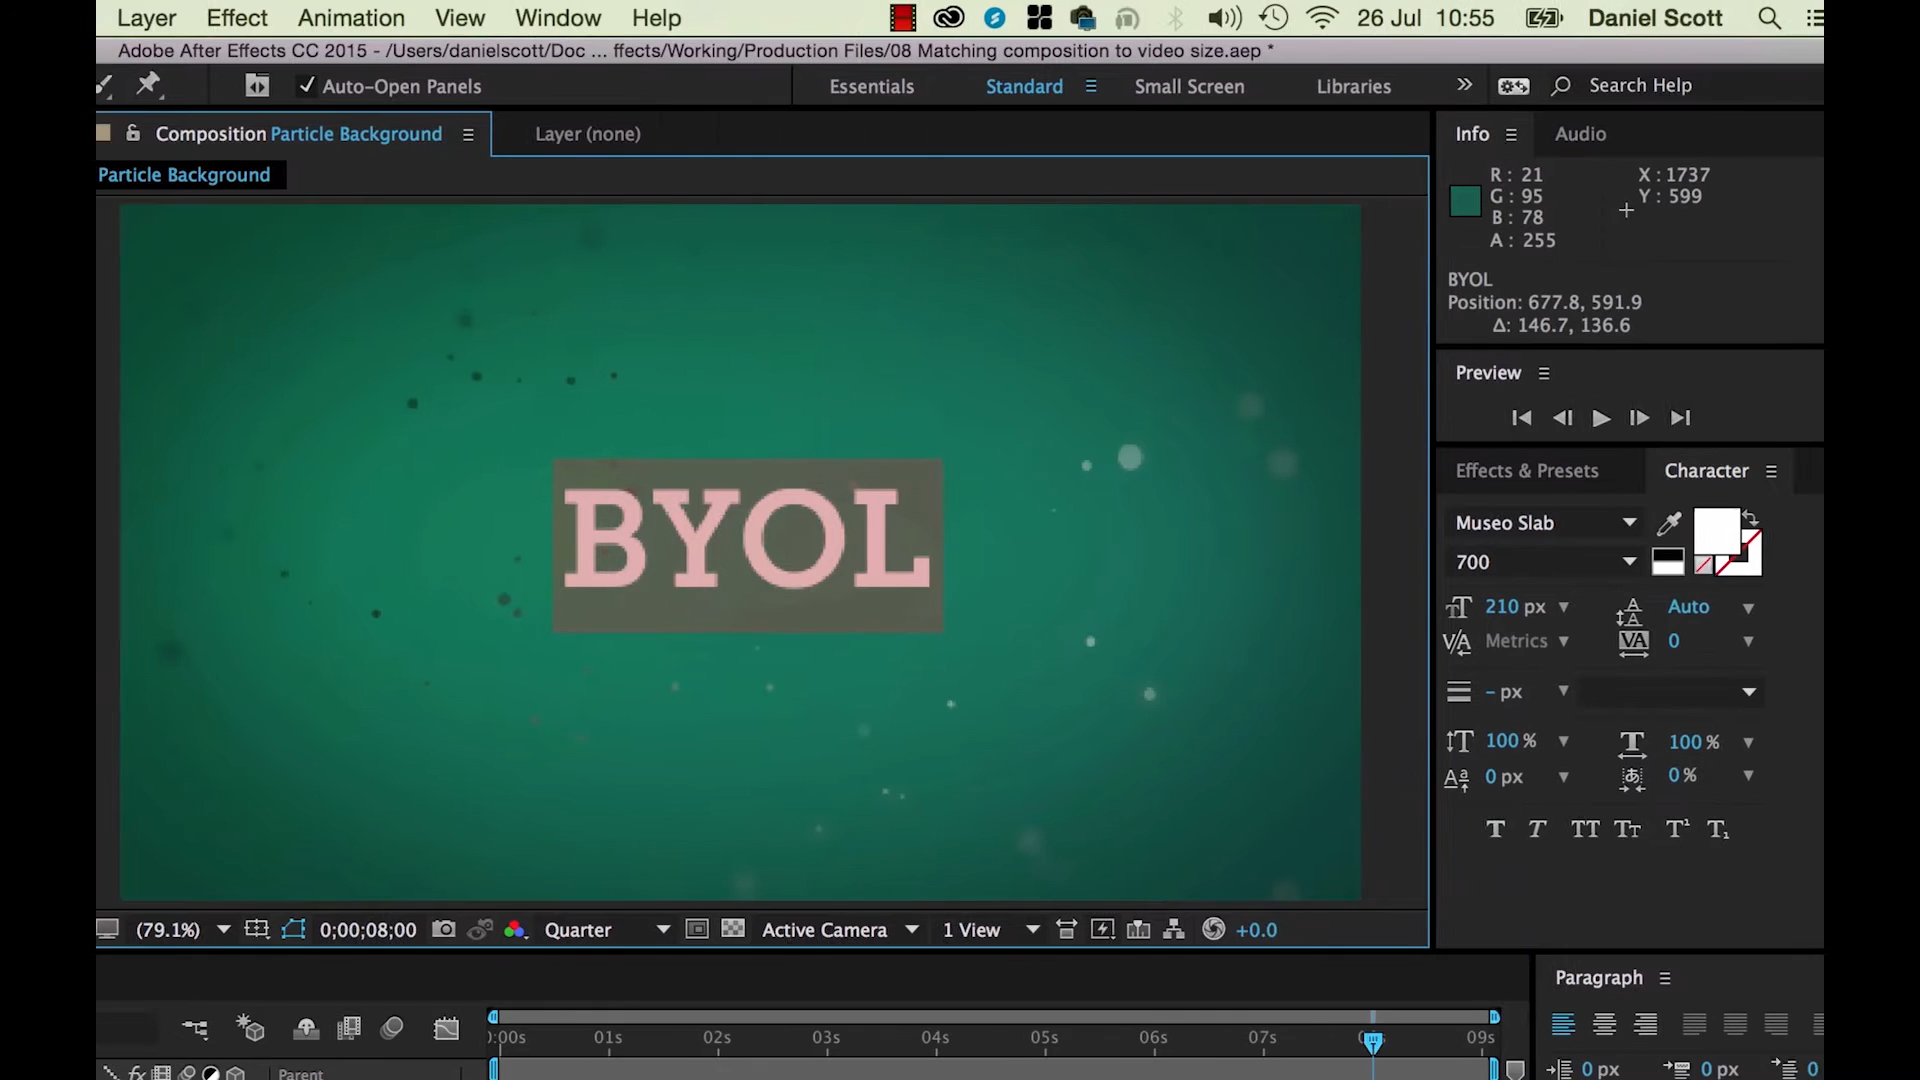 Layer Effect Animation View Window Help 26 Jul 10:55 Daniel Scott
Adobe After Effects CC 2015 - /Users/danielscott/Doc ... ffects/Working/Production Files/08 Matching composition to video size.aep *
Auto-Open Panels Essentials Standard Small Screen Libraries Search Help
Composition Particle Background Layer (none) Info Audio
Particle Background
R: 21 X: 1737
G: 95 Y: 599
B: 78
A: 255
BYOL
Position: 677.8, 591.9
Δ: 146.7, 136.6
Preview
Effects & Presets Character
Museo Slab
700
BYOL
210 px Auto
Metrics 0
- px
100 % 100 %
0 px 0 %
(79.1%) 0;00;08;00 Quarter Active Camera 1 View +0.0
Paragraph
:00s 01s 02s 03s 04s 05s 06s 07s 09s
Parent 0 px 0 px 0